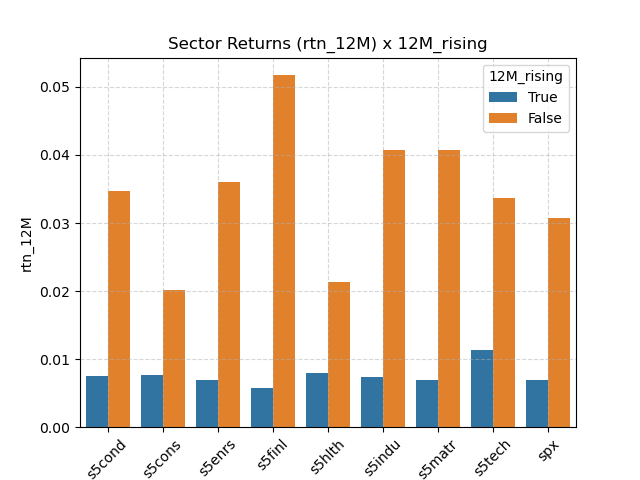 Sector Returns (rtn_12M) x 12M_rising
12M_rising
True
False
rtn_12M
0.05
0.04
0.03
0.02
0.01
0.00
s5cond
s5cons
s5enrs
s5finl
s5hlth
s5indu
s5matr
s5tech
spx